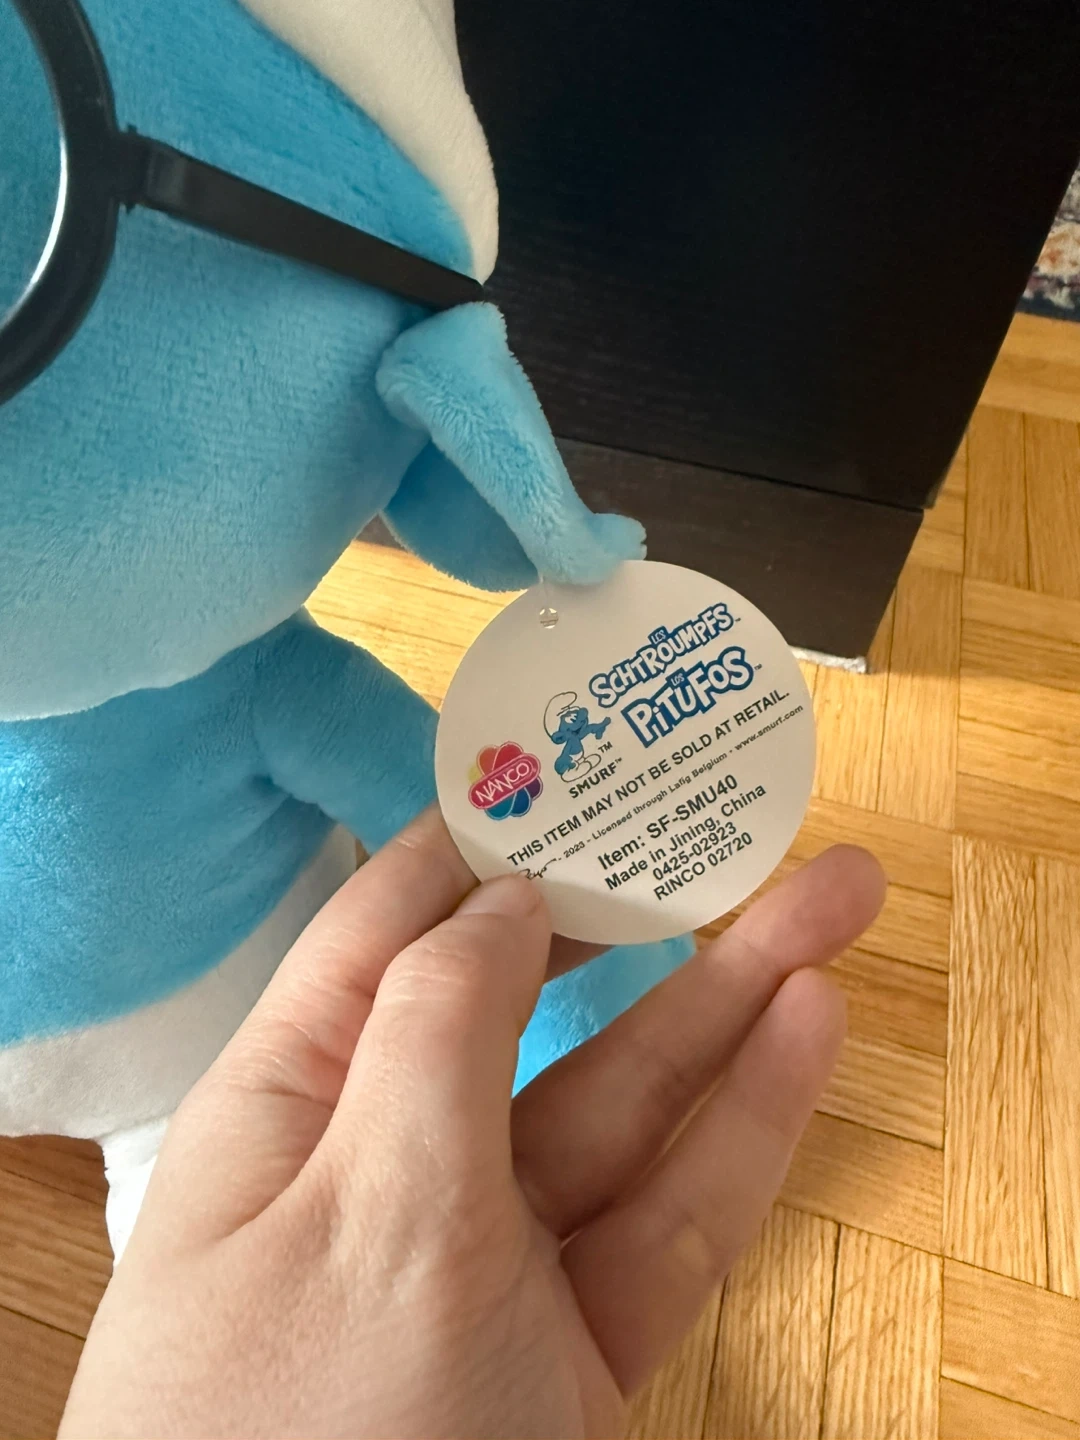 LES
SCHTROUMPFS™
LOS
PiTUFOS™
TM
SMURF™
NANCO
THIS ITEM MAY NOT BE SOLD AT RETAIL.
- 2023 - Licensed through Lafig Belgium - www.smurf.com
Item: SF-SMU40
Made in Jining, China
0425-02923
RINCO 02720